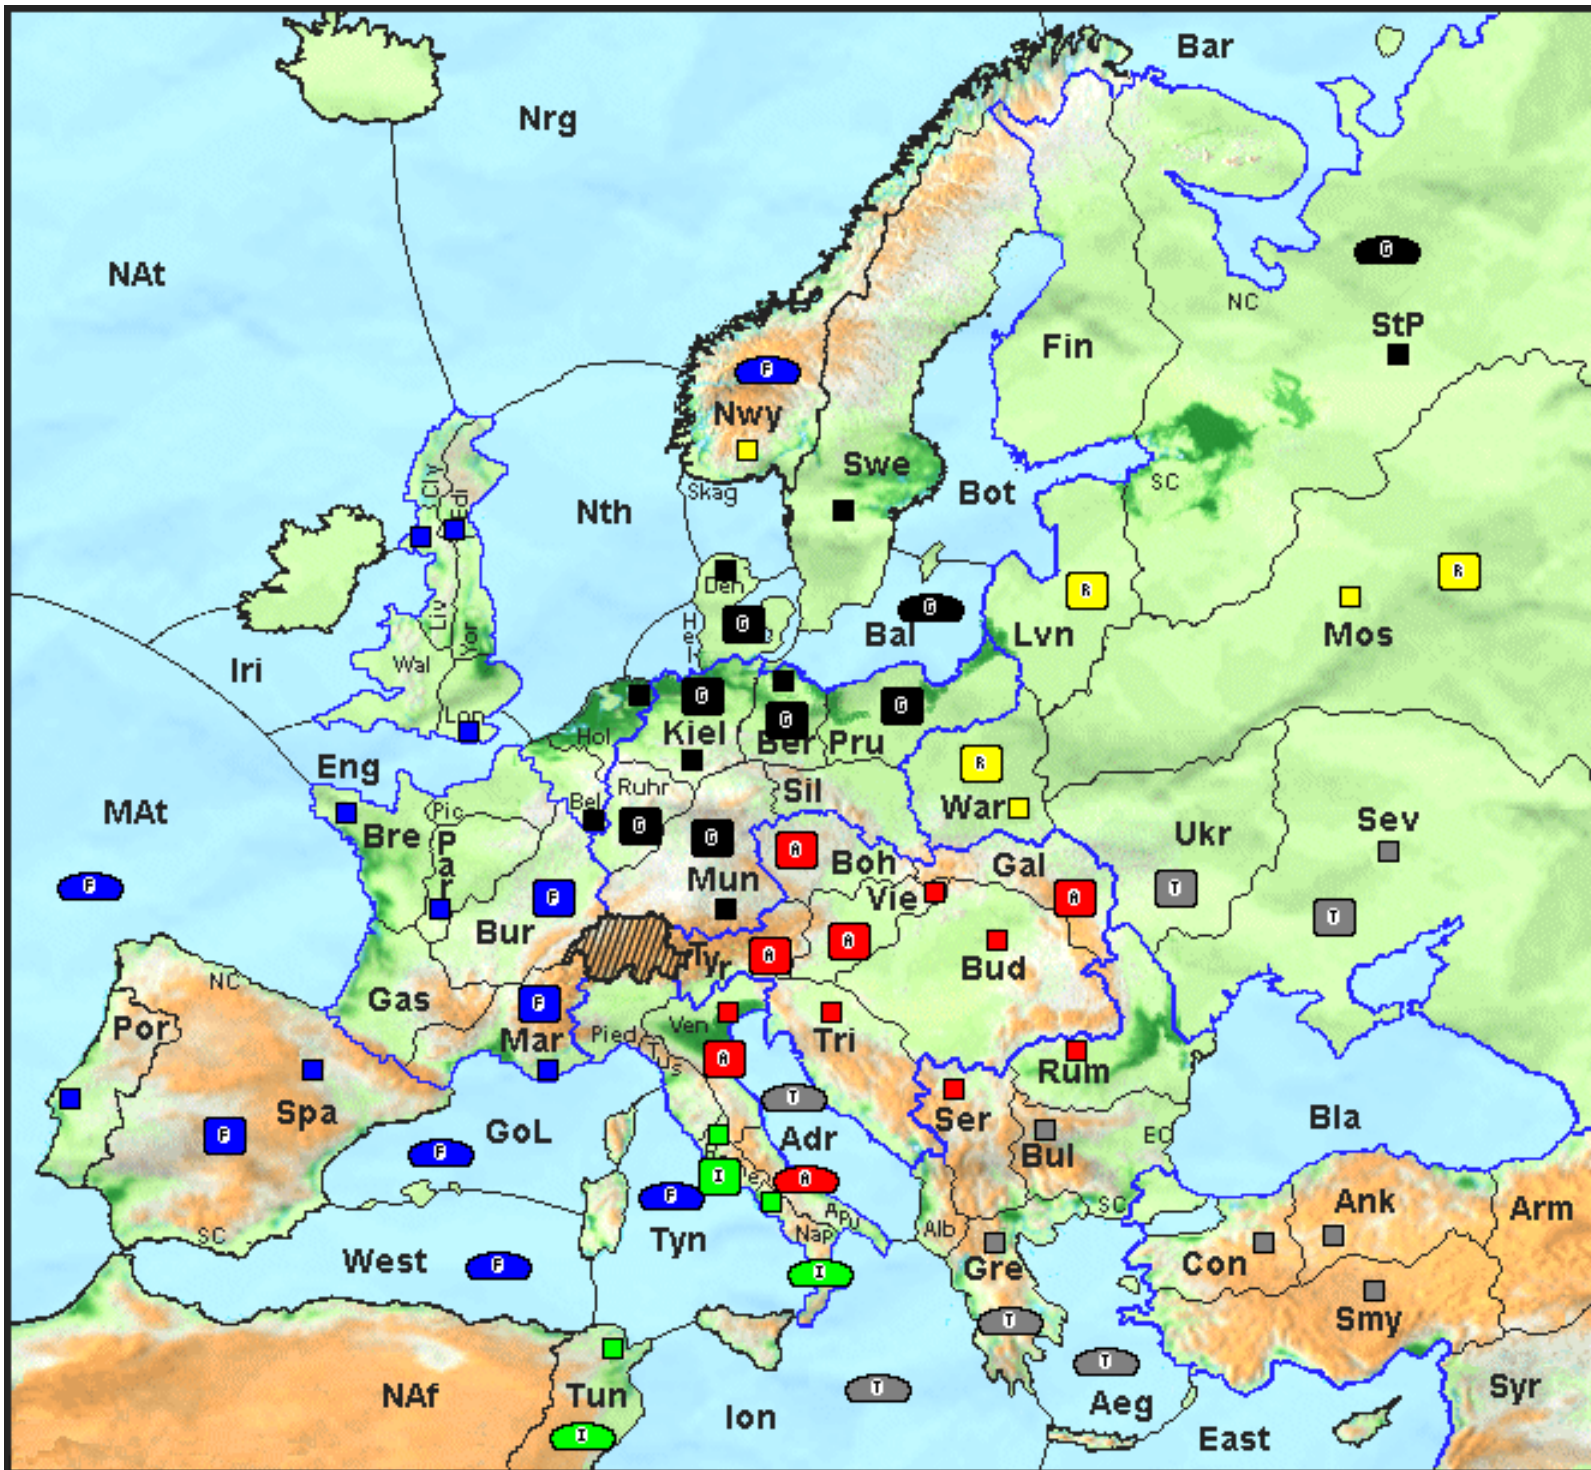 Bar
Nrg
G
NAt
NC
StP
Fin
F
Nwy
Swe
SC
Skag
Bot
Cly
Edl
Nth
R
R
Den
G
G
Bal
Lvn
Mos
Liv
Yor
Wal
Iri
Lon
G
G
G
Hol
Kiel
Ber
Pru
R
Eng
Ruhr
Sil
War
Bel
MAt
Pic
Bre
Par
G
G
A
Boh
Ukr
Sev
Gal
F
F
Mun
Vie
A
T
T
Bur
A
A
Tyr
Bud
NC
Gas
F
Por
Mar
Pied
Ven
Tri
Tus
A
Rum
Spa
T
Ser
F
GoL
Adr
Bul
EC
Bla
F
I
A
F
Apu
SC
Ank
Arm
SC
West
F
Tyn
Nap
Alb
Gre
Con
I
T
Smy
T
NAf
Tun
T
Ion
Aeg
Syr
I
East